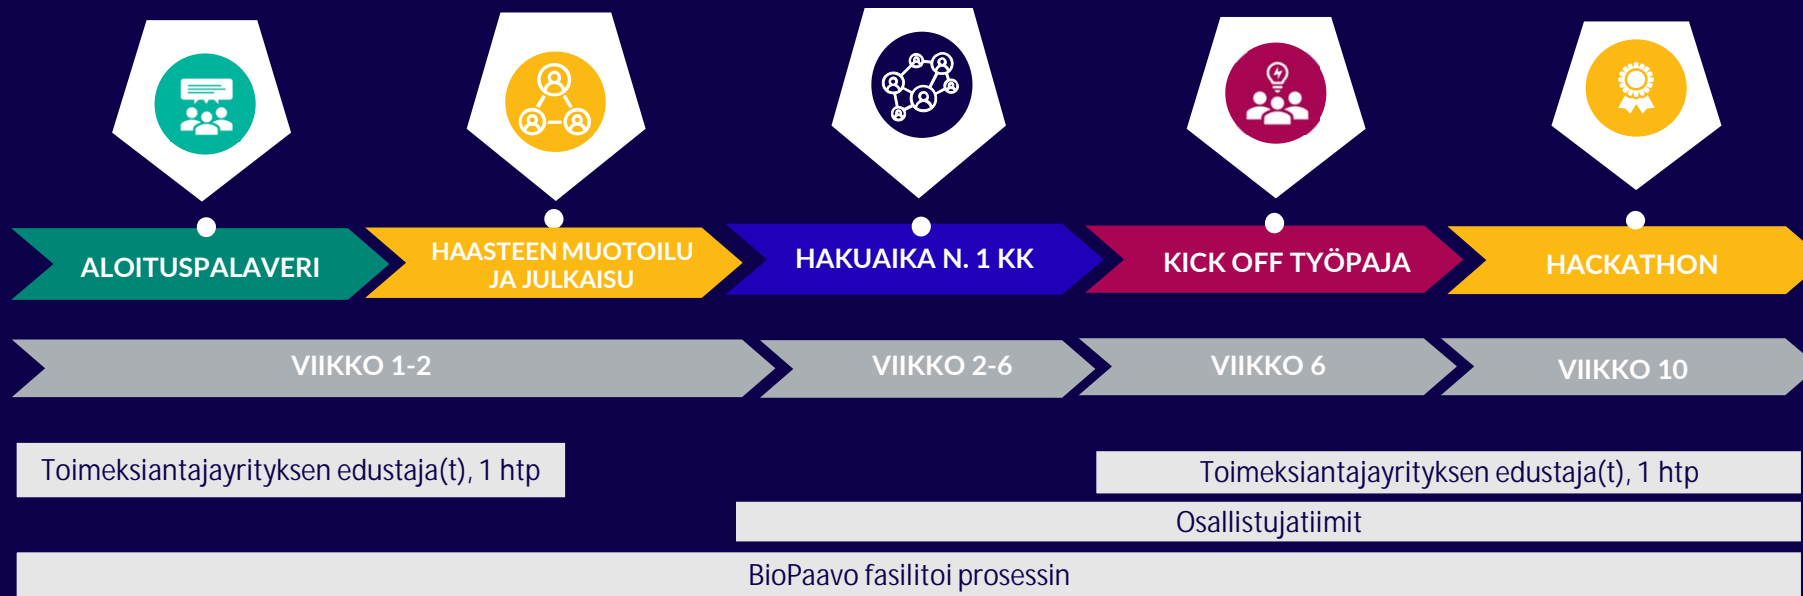 ALOITUSPALAVERI
HAASTEEN MUOTOILU
JA JULKAISU
HAKUAIKA N. 1 KK
KICK OFF TYÖPAJA
HACKATHON
VIIKKO 1-2
VIIKKO 2-6
VIIKKO 6
VIIKKO 10
Toimeksiantajayrityksen edustaja(t), 1 htp
Toimeksiantajayrityksen edustaja(t), 1 htp
Osallistujatiimit
BioPaavo fasilitoi prosessin